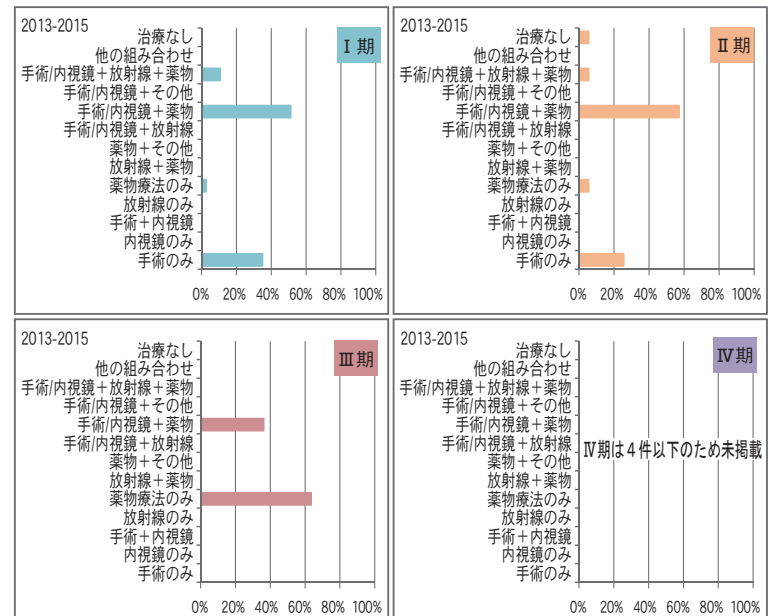 2013-2015
Ⅰ期
治療なし
他の組み合わせ
手術/内視鏡＋放射線＋薬物
手術/内視鏡＋その他
手術/内視鏡＋薬物
手術/内視鏡＋放射線
薬物＋その他
放射線＋薬物
薬物療法のみ
放射線のみ
手術＋内視鏡
内視鏡のみ
手術のみ
0% 20% 40% 60% 80% 100%
2013-2015
Ⅱ期
治療なし
他の組み合わせ
手術/内視鏡＋放射線＋薬物
手術/内視鏡＋その他
手術/内視鏡＋薬物
手術/内視鏡＋放射線
薬物＋その他
放射線＋薬物
薬物療法のみ
放射線のみ
手術＋内視鏡
内視鏡のみ
手術のみ
0% 20% 40% 60% 80% 100%
2013-2015
Ⅲ期
治療なし
他の組み合わせ
手術/内視鏡＋放射線＋薬物
手術/内視鏡＋その他
手術/内視鏡＋薬物
手術/内視鏡＋放射線
薬物＋その他
放射線＋薬物
薬物療法のみ
放射線のみ
手術＋内視鏡
内視鏡のみ
手術のみ
0% 20% 40% 60% 80% 100%
2013-2015
Ⅳ期
治療なし
他の組み合わせ
手術/内視鏡＋放射線＋薬物
手術/内視鏡＋その他
手術/内視鏡＋薬物
手術/内視鏡＋放射線
Ⅳ期は４件以下のため未掲載
薬物＋その他
放射線＋薬物
薬物療法のみ
放射線のみ
手術＋内視鏡
内視鏡のみ
手術のみ
0% 20% 40% 60% 80% 100%